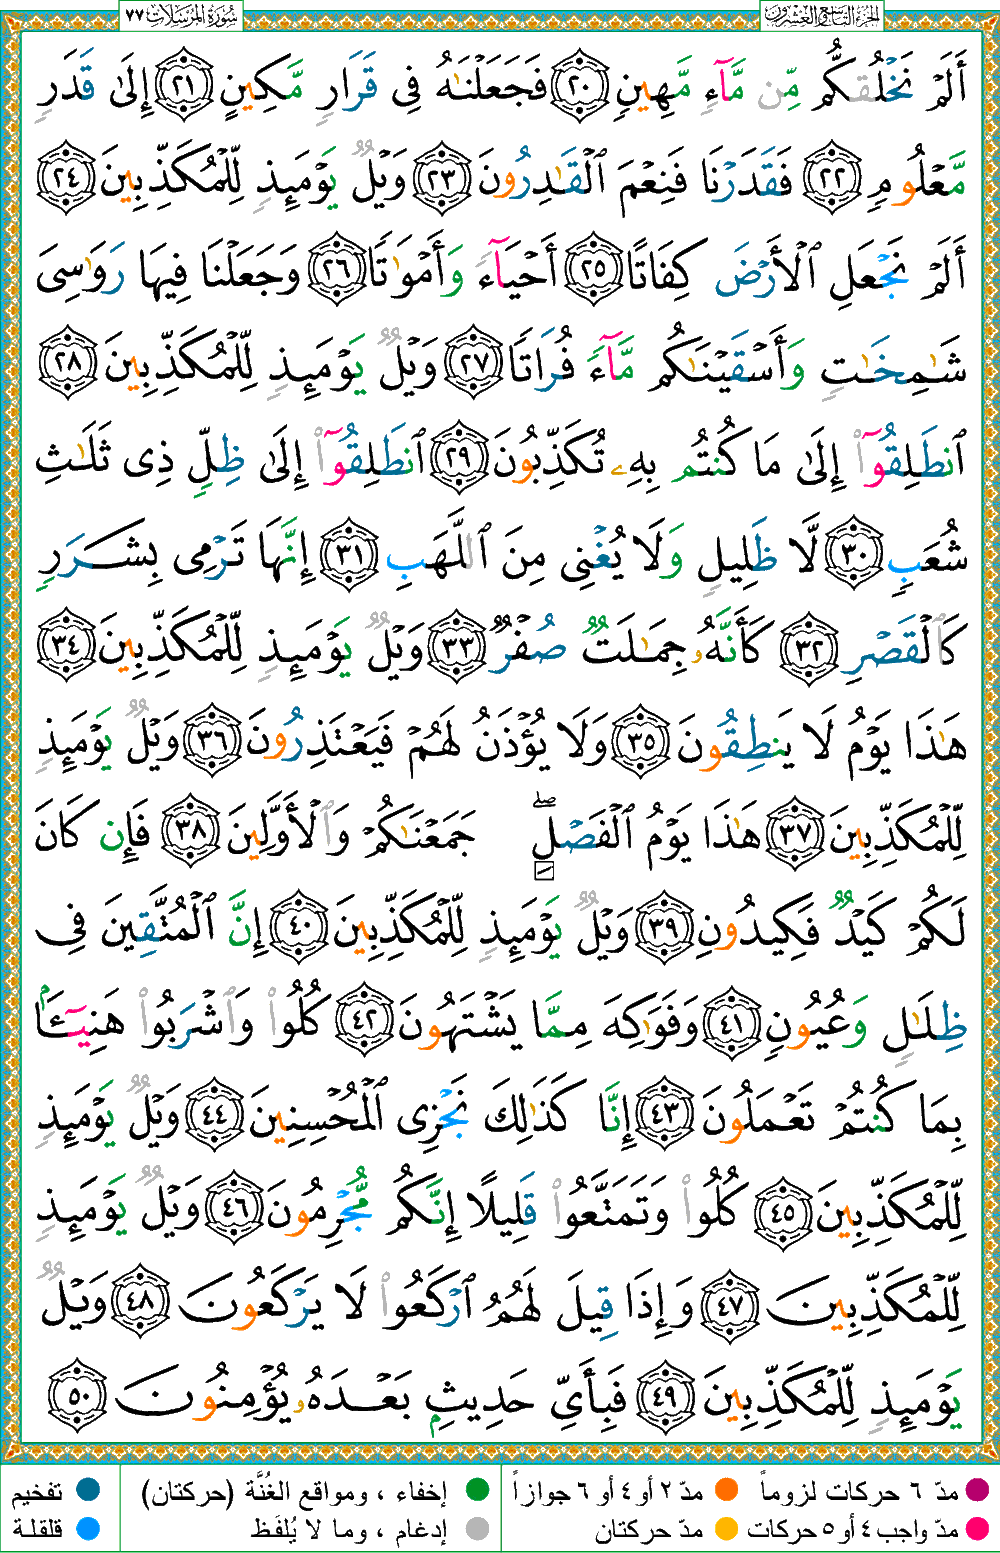 الجزء التاسع والعشرون
سُورَةُ المُرْسَلَات ٧٧
أَلَمْ نَخْلُقكُّم مِّن مَّآءٍ مَّهِينٍ ٢٠ فَجَعَلْنَٰهُ فِى قَرَارٍ مَّكِينٍ ٢١ إِلَىٰ قَدَرٍ
مَّعْلُومٍ ٢٢ فَقَدَرْنَا فَنِعْمَ ٱلْقَٰدِرُونَ ٢٣ وَيْلٌ يَوْمَئِذٍ لِّلْمُكَذِّبِينَ ٢٤
أَلَمْ نَجْعَلِ ٱلْأَرْضَ كِفَاتًا ٢٥ أَحْيَآءً وَأَمْوَٰتًا ٢٦ وَجَعَلْنَا فِيهَا رَوَٰسِىَ
شَٰمِخَٰتٍ وَأَسْقَيْنَٰكُم مَّآءً فُرَاتًا ٢٧ وَيْلٌ يَوْمَئِذٍ لِّلْمُكَذِّبِينَ ٢٨
ٱنطَلِقُوٓا۟ إِلَىٰ مَا كُنتُم بِهِۦ تُكَذِّبُونَ ٢٩ ٱنطَلِقُوٓا۟ إِلَىٰ ظِلٍّ ذِى ثَلَٰثِ
شُعَبٍ ٣٠ لَّا ظَلِيلٍ وَلَا يُغْنِى مِنَ ٱللَّهَبِ ٣١ إِنَّهَا تَرْمِى بِشَرَرٍ
كَٱلْقَصْرِ ٣٢ كَأَنَّهُۥ جِمَٰلَتٌ صُفْرٌ ٣٣ وَيْلٌ يَوْمَئِذٍ لِّلْمُكَذِّبِينَ ٣٤
هَٰذَا يَوْمُ لَا يَنطِقُونَ ٣٥ وَلَا يُؤْذَنُ لَهُمْ فَيَعْتَذِرُونَ ٣٦ وَيْلٌ يَوْمَئِذٍ
لِّلْمُكَذِّبِينَ ٣٧ هَٰذَا يَوْمُ ٱلْفَصْلِ ۖ جَمَعْنَٰكُمْ وَٱلْأَوَّلِينَ ٣٨ فَإِن كَانَ
لَكُمْ كَيْدٌ فَكِيدُونِ ٣٩ وَيْلٌ يَوْمَئِذٍ لِّلْمُكَذِّبِينَ ٤٠ إِنَّ ٱلْمُتَّقِينَ فِى
ظِلَٰلٍ وَعُيُونٍ ٤١ وَفَوَٰكِهَ مِمَّا يَشْتَهُونَ ٤٢ كُلُوا۟ وَٱشْرَبُوا۟ هَنِيٓـًٔۢا
بِمَا كُنتُمْ تَعْمَلُونَ ٤٣ إِنَّا كَذَٰلِكَ نَجْزِى ٱلْمُحْسِنِينَ ٤٤ وَيْلٌ يَوْمَئِذٍ
لِّلْمُكَذِّبِينَ ٤٥ كُلُوا۟ وَتَمَتَّعُوا۟ قَلِيلًا إِنَّكُم مُّجْرِمُونَ ٤٦ وَيْلٌ يَوْمَئِذٍ
لِّلْمُكَذِّبِينَ ٤٧ وَإِذَا قِيلَ لَهُمُ ٱرْكَعُوا۟ لَا يَرْكَعُونَ ٤٨ وَيْلٌ
يَوْمَئِذٍ لِّلْمُكَذِّبِينَ ٤٩ فَبِأَىِّ حَدِيثٍۭ بَعْدَهُۥ يُؤْمِنُونَ ٥٠
مدّ ٦ حركات لزوماً
مدّ ٢ أو ٤ أو ٦ جوازاً
إخفاء ، ومواقع الغُنَّة (حركتان)
تفخيم
مدّ واجب ٤ أو ٥ حركات
مدّ حركتان
إدغام ، وما لا يُلفَظ
قلقلة